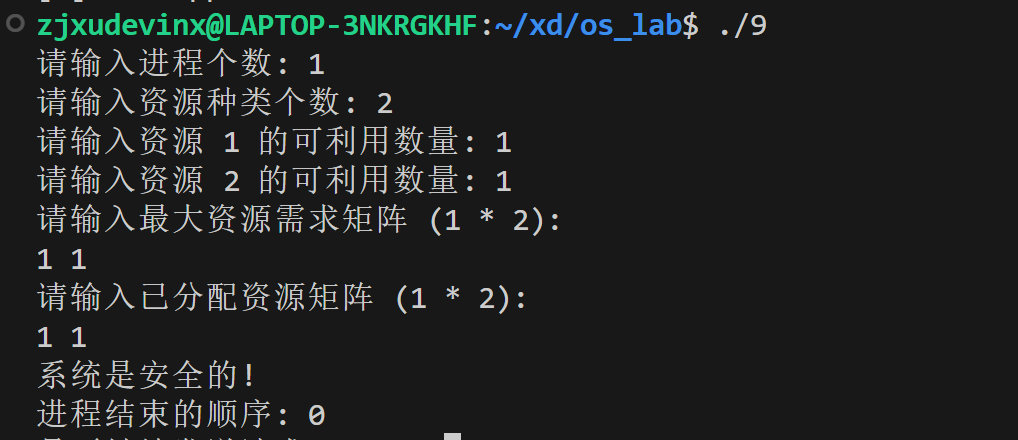 zjxudevinx@LAPTOP-3NKRGKHF:~/xd/os_lab$ ./9
请输入进程个数: 1
请输入资源种类个数: 2
请输入资源 1 的可利用数量: 1
请输入资源 2 的可利用数量: 1
请输入最大资源需求矩阵 (1 * 2):
1 1
请输入已分配资源矩阵 (1 * 2):
1 1
系统是安全的!
进程结束的顺序: 0